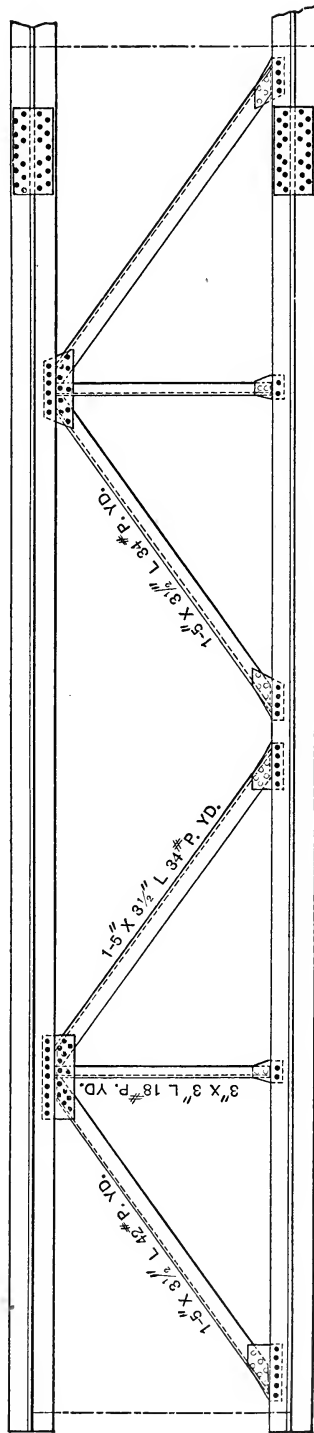 1-5" X 3½" L 34# P. YD.
1-5" X 3½" L 34# P. YD.
3" X 3" L 18# P. YD.
1-5" X 3½" L 42# P. YD.